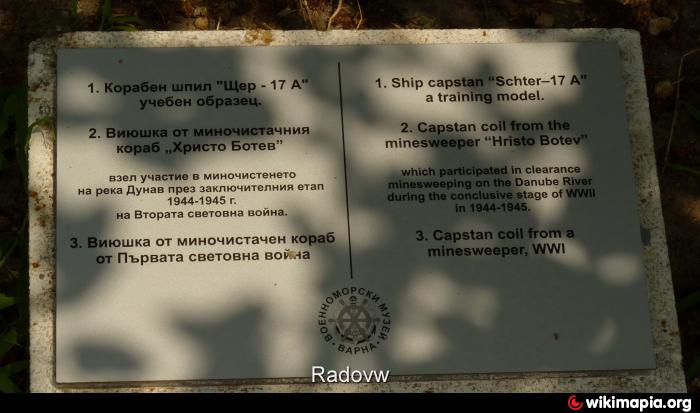 1. Корабен шпил "Щер - 17 А"
учебен образец.
2. Виюшка от миночистачния
кораб „Христо Ботев”
взел участие в миночистенето
на река Дунав през заключителния етап
1944-1945 г.
на Втората световна война.
3. Виюшка от миночистачен кораб
от Първата световна война
1. Ship capstan “Schter–17 A”
a training model.
2. Capstan coil from the
minesweeper “Hristo Botev”
which participated in clearance
minesweeping on the Danube River
during the conclusive stage of WWII
in 1944-1945.
3. Capstan coil from a
minesweeper, WWI
ВОЕННОМОРСКИ МУЗЕЙ
• ВАРНА •
Radovw
wikimapia.org